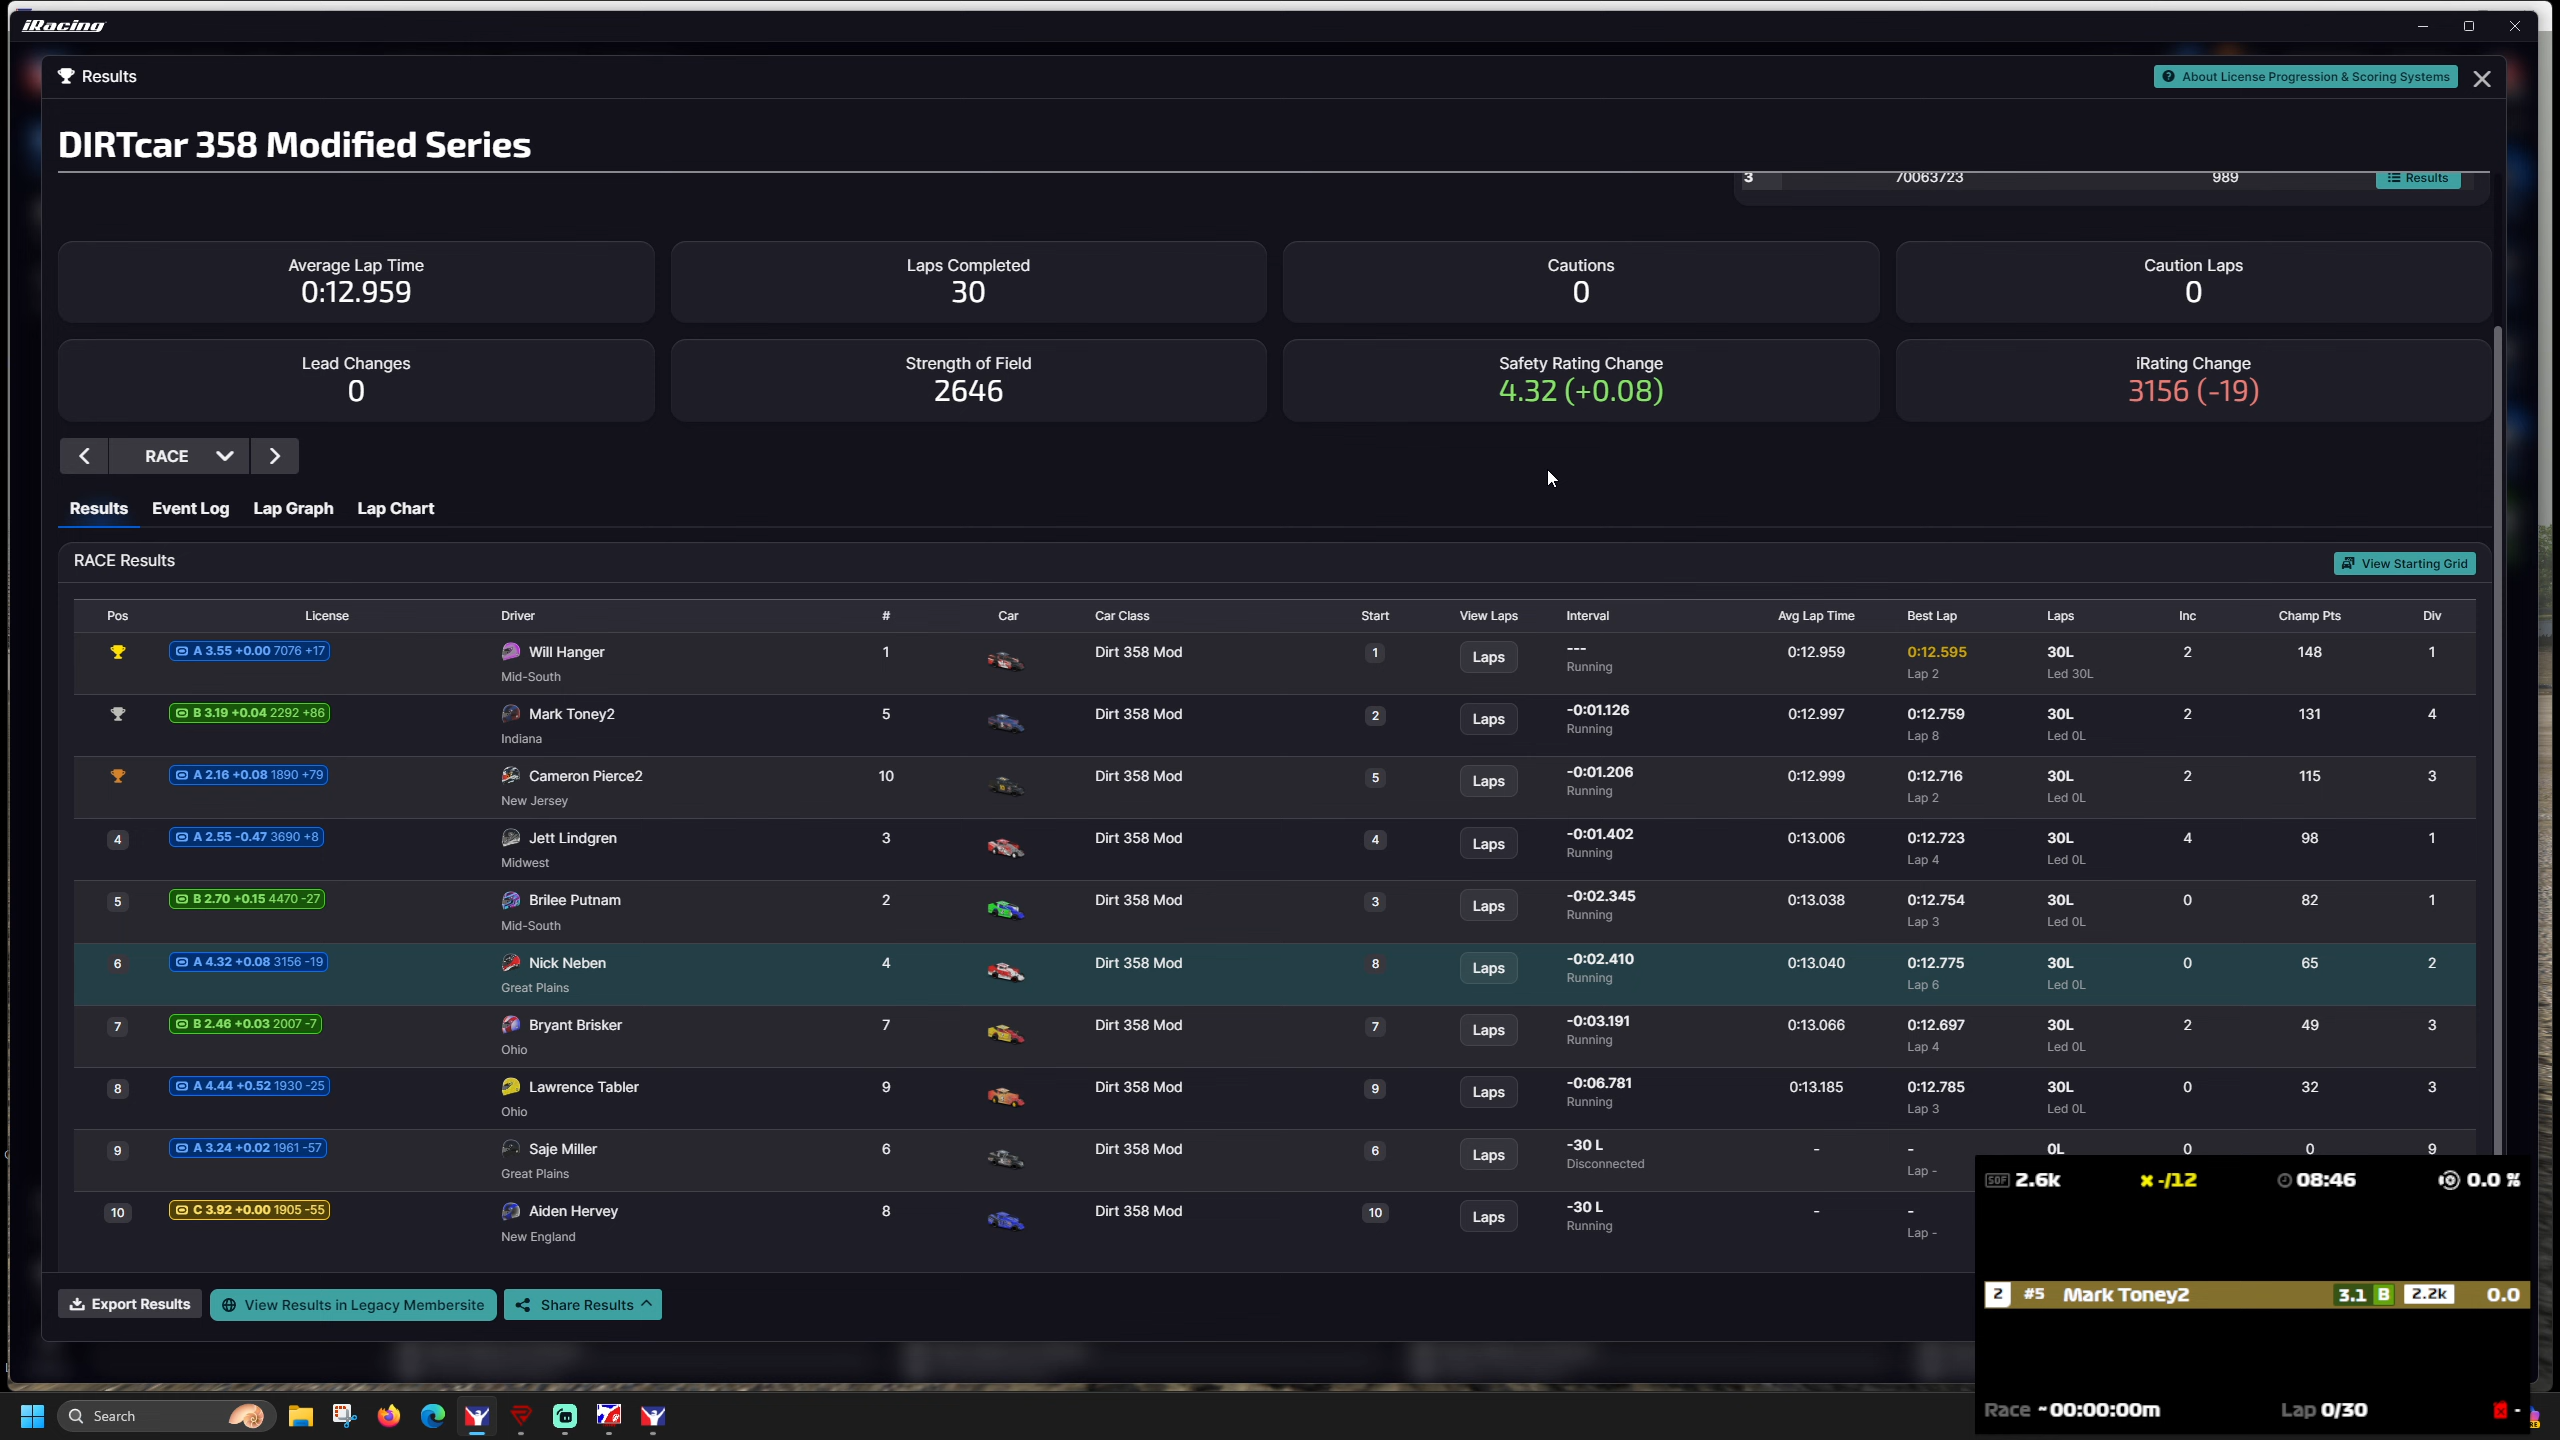 iRacing
Results
About License Progression & Scoring Systems
DIRTcar 358 Modified Series
3 70063723 989 Results
Average Lap Time
0:12.959
Laps Completed
30
Cautions
0
Caution Laps
0
Lead Changes
0
Strength of Field
2646
Safety Rating Change
4.32 (+0.08)
iRating Change
3156 (-19)
RACE
Results Event Log Lap Graph Lap Chart
RACE Results
View Starting Grid
Pos License Driver # Car Car Class Start View Laps Interval Avg Lap Time Best Lap Laps Inc Champ Pts Div
A 3.55 +0.00 7076 +17 Will Hanger 1 Dirt 358 Mod 1 Laps --- 0:12.959 0:12.595 30L 2 148 1
Mid-South Running Lap 2 Led 30L
B 3.19 +0.04 2292 +86 Mark Toney2 5 Dirt 358 Mod 2 Laps -0:01.126 0:12.997 0:12.759 30L 2 131 4
Indiana Running Lap 8 Led 0L
A 2.16 +0.08 1890 +79 Cameron Pierce2 10 Dirt 358 Mod 5 Laps -0:01.206 0:12.999 0:12.716 30L 2 115 3
New Jersey Running Lap 2 Led 0L
4 A 2.55 -0.47 3690 +8 Jett Lindgren 3 Dirt 358 Mod 4 Laps -0:01.402 0:13.006 0:12.723 30L 4 98 1
Midwest Running Lap 4 Led 0L
5 B 2.70 +0.15 4470 -27 Brilee Putnam 2 Dirt 358 Mod 3 Laps -0:02.345 0:13.038 0:12.754 30L 0 82 1
Mid-South Running Lap 3 Led 0L
6 A 4.32 +0.08 3156 -19 Nick Neben 4 Dirt 358 Mod 8 Laps -0:02.410 0:13.040 0:12.775 30L 0 65 2
Great Plains Running Lap 6 Led 0L
7 B 2.46 +0.03 2007 -7 Bryant Brisker 7 Dirt 358 Mod 7 Laps -0:03.191 0:13.066 0:12.697 30L 2 49 3
Ohio Running Lap 4 Led 0L
8 A 4.44 +0.52 1930 -25 Lawrence Tabler 9 Dirt 358 Mod 9 Laps -0:06.781 0:13.185 0:12.785 30L 0 32 3
Ohio Running Lap 3 Led 0L
9 A 3.24 +0.02 1961 -57 Saje Miller 6 Dirt 358 Mod 6 Laps -30 L - - 0L 0 0 9
Great Plains Disconnected Lap -
10 C 3.92 +0.00 1905 -55 Aiden Hervey 8 Dirt 358 Mod 10 Laps -30 L - -
New England Running Lap -
SOF 2.6k ×-/12 08:46 0.0 %
2 #5 Mark Toney2 3.1 B 2.2k 0.0
Race ~00:00:00m Lap 0/30 -
Export Results View Results in Legacy Membersite Share Results
Search